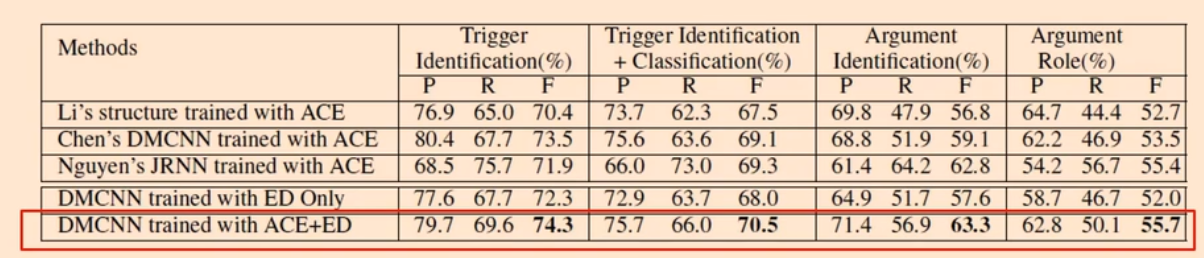 Methods Trigger Identification(%) Trigger Identification + Classification(%) Argument Identification(%) Argument Role(%)
P R F P R F P R F P R F
Li's structure trained with ACE 76.9 65.0 70.4 73.7 62.3 67.5 69.8 47.9 56.8 64.7 44.4 52.7
Chen's DMCNN trained with ACE 80.4 67.7 73.5 75.6 63.6 69.1 68.8 51.9 59.1 62.2 46.9 53.5
Nguyen's JRNN trained with ACE 68.5 75.7 71.9 66.0 73.0 69.3 61.4 64.2 62.8 54.2 56.7 55.4
DMCNN trained with ED Only 77.6 67.7 72.3 72.9 63.7 68.0 64.9 51.7 57.6 58.7 46.7 52.0
DMCNN trained with ACE+ED 79.7 69.6 74.3 75.7 66.0 70.5 71.4 56.9 63.3 62.8 50.1 55.7